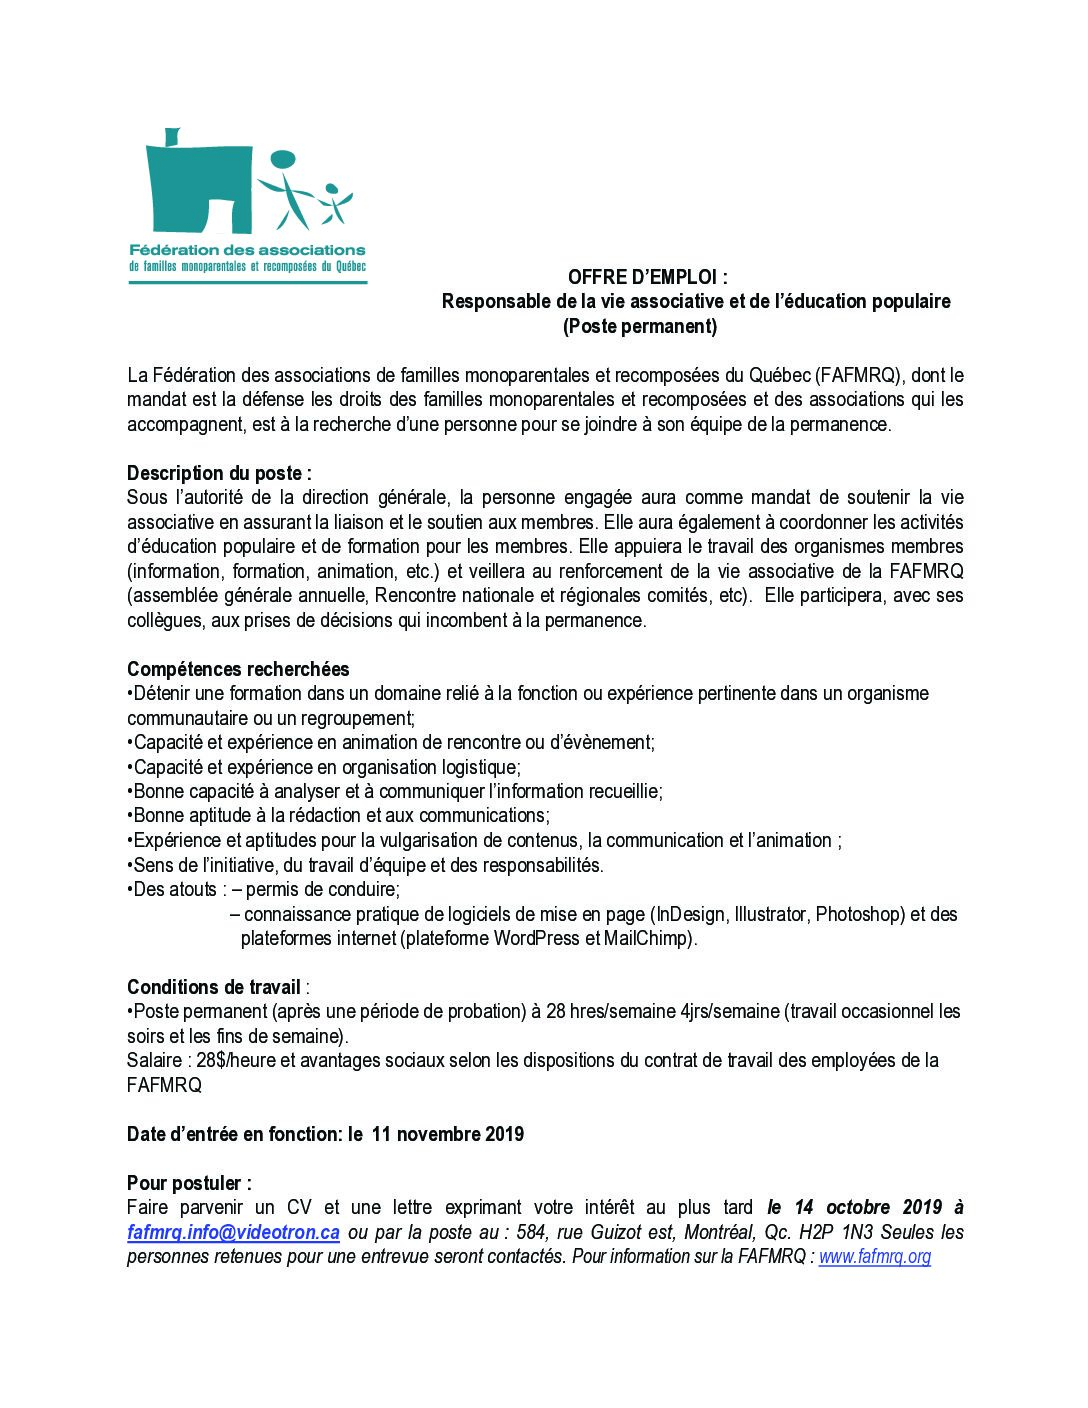 Fédération des associations
de familles monoparentales et recomposées du Québec
OFFRE D’EMPLOI :
Responsable de la vie associative et de l’éducation populaire
(Poste permanent)
La Fédération des associations de familles monoparentales et recomposées du Québec (FAFMRQ), dont le
mandat est la défense les droits des familles monoparentales et recomposées et des associations qui les
accompagnent, est à la recherche d’une personne pour se joindre à son équipe de la permanence.
Description du poste :
Sous l’autorité de la direction générale, la personne engagée aura comme mandat de soutenir la vie
associative en assurant la liaison et le soutien aux membres. Elle aura également à coordonner les activités
d’éducation populaire et de formation pour les membres. Elle appuiera le travail des organismes membres
(information, formation, animation, etc.) et veillera au renforcement de la vie associative de la FAFMRQ
(assemblée générale annuelle, Rencontre nationale et régionales comités, etc).  Elle participera, avec ses
collègues, aux prises de décisions qui incombent à la permanence.
Compétences recherchées
•Détenir une formation dans un domaine relié à la fonction ou expérience pertinente dans un organisme
communautaire ou un regroupement;
•Capacité et expérience en animation de rencontre ou d’évènement;
•Capacité et expérience en organisation logistique;
•Bonne capacité à analyser et à communiquer l’information recueillie;
•Bonne aptitude à la rédaction et aux communications;
•Expérience et aptitudes pour la vulgarisation de contenus, la communication et l’animation ;
•Sens de l’initiative, du travail d’équipe et des responsabilités.
•Des atouts : – permis de conduire;
– connaissance pratique de logiciels de mise en page (InDesign, Illustrator, Photoshop) et des
plateformes internet (plateforme WordPress et MailChimp).
Conditions de travail :
•Poste permanent (après une période de probation) à 28 hres/semaine 4jrs/semaine (travail occasionnel les
soirs et les fins de semaine).
Salaire : 28$/heure et avantages sociaux selon les dispositions du contrat de travail des employées de la
FAFMRQ
Date d’entrée en fonction: le  11 novembre 2019
Pour postuler :
Faire parvenir un CV et une lettre exprimant votre intérêt au plus tard le 14 octobre 2019 à
fafmrq.info@videotron.ca ou par la poste au : 584, rue Guizot est, Montréal, Qc. H2P 1N3 Seules les
personnes retenues pour une entrevue seront contactés. Pour information sur la FAFMRQ : www.fafmrq.org